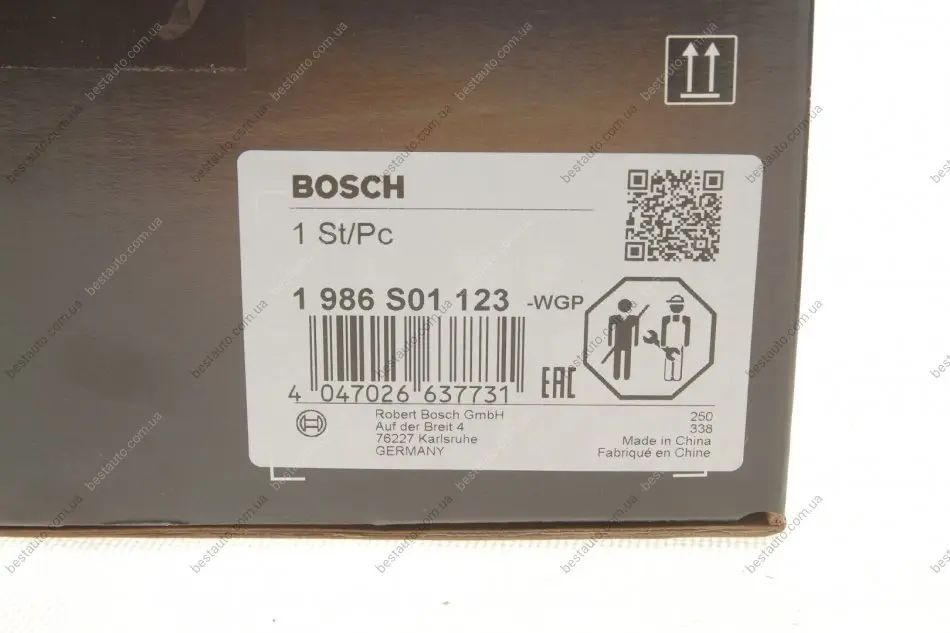 BOSCH
1 St/Pc
1 986 S01 123 -WGP
4 047026 637731
EAC
Robert Bosch GmbH
Auf der Breit 4
76227 Karlsruhe
GERMANY
250
338
Made in China
Fabriqué en Chine
bestauto.com.ua